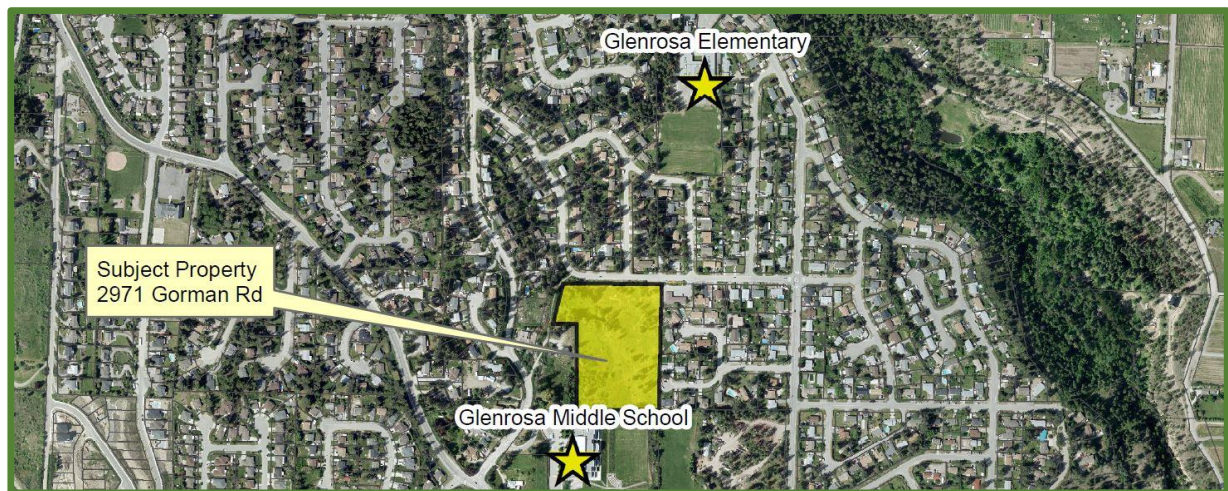 Glenrosa Elementary
Subject Property
2971 Gorman Rd
Glenrosa Middle School